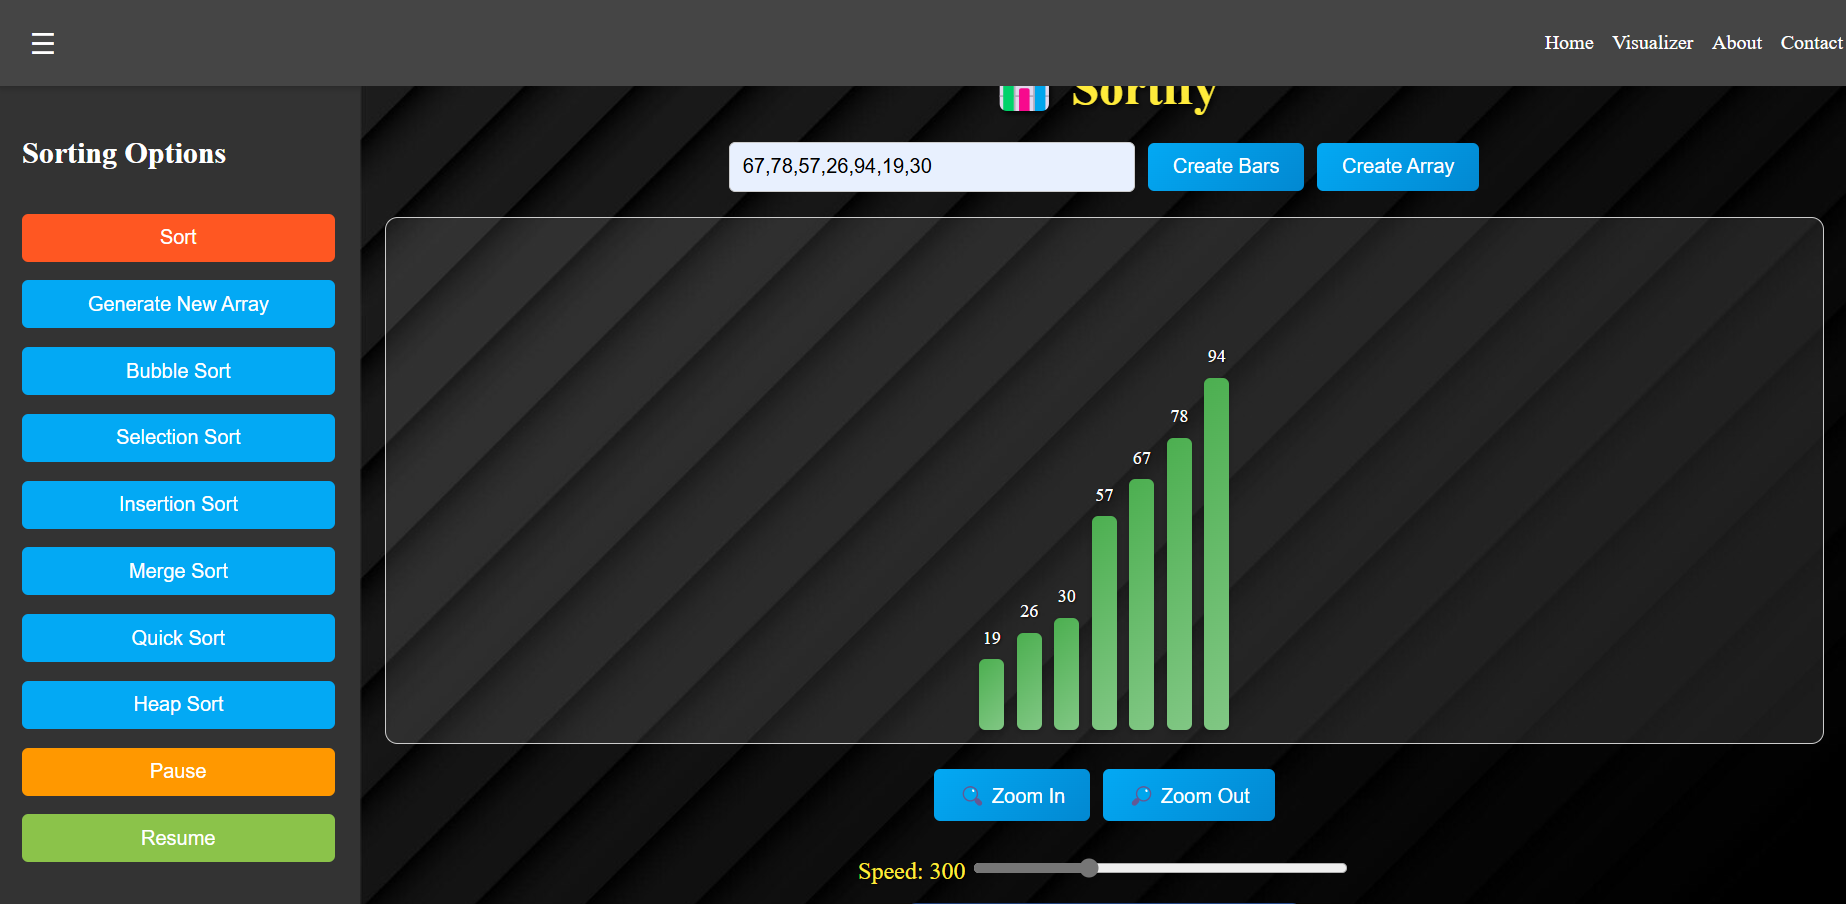 ☰
Home Visualizer About Contact
Sortify
Sorting Options
67,78,57,26,94,19,30
Create Bars
Create Array
Sort
Generate New Array
Bubble Sort
Selection Sort
Insertion Sort
Merge Sort
Quick Sort
Heap Sort
Pause
Resume
94
78
67
57
30
26
19
Zoom In
Zoom Out
Speed: 300